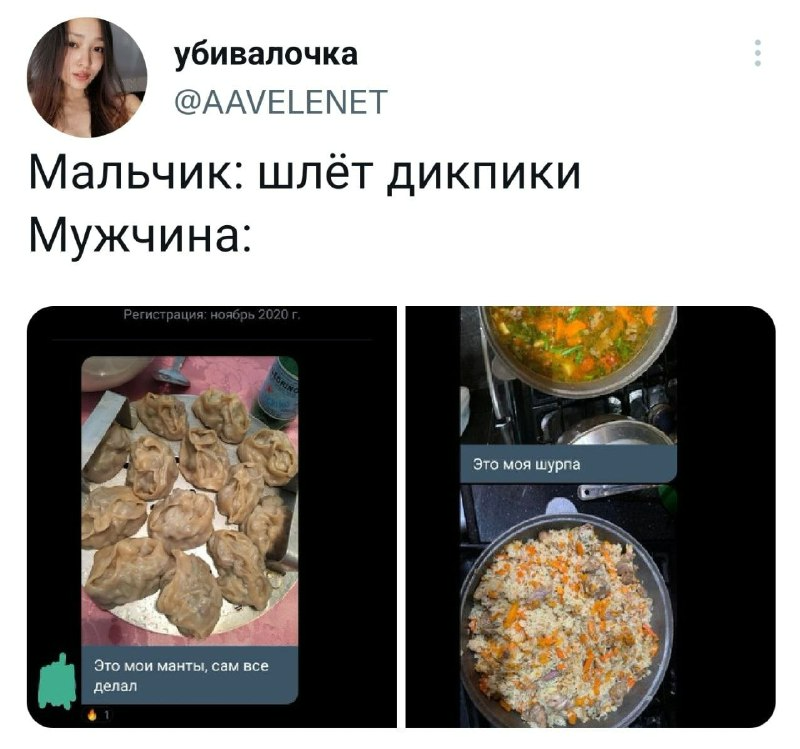 убивалочка
@AAVELENET
Мальчик: шлёт дикпики
Мужчина:
Регистрация: ноябрь 2020 г.
Это мои манты, сам все
делал
🔥 1
Это моя шурпа